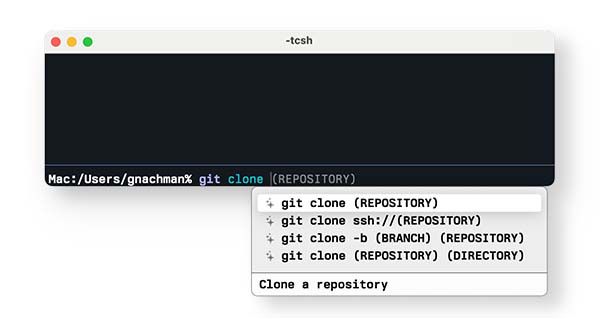 -tcsh
Mac:/Users/gnachman% git clone (REPOSITORY)
git clone (REPOSITORY)
git clone ssh://(REPOSITORY)
git clone -b (BRANCH) (REPOSITORY)
git clone (REPOSITORY) (DIRECTORY)
Clone a repository